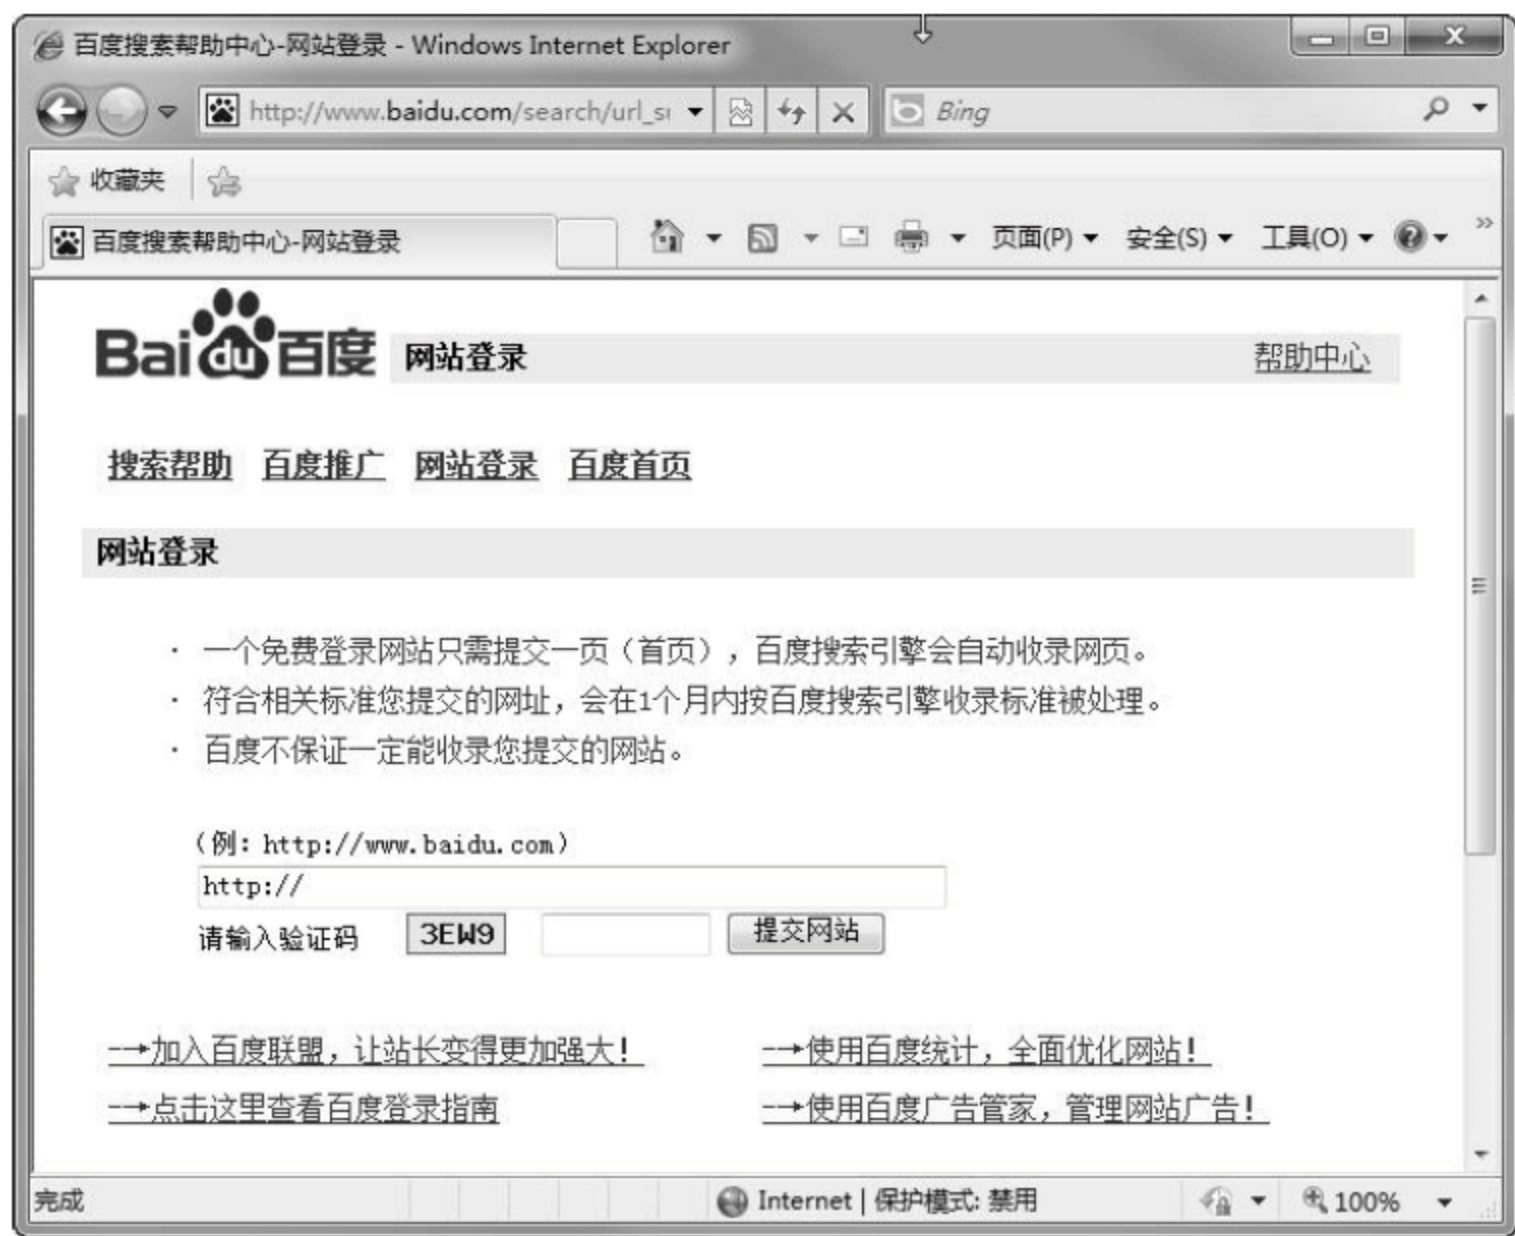 百度搜索帮助中心-网站登录 - Windows Internet Explorer
http://www.baidu.com/search/url_su
Bing
收藏夹
百度搜索帮助中心-网站登录
页面(P) 安全(S) 工具(O)
Bai du 百度 网站登录 帮助中心
搜索帮助 百度推广 网站登录 百度首页
网站登录
· 一个免费登录网站只需提交一页（首页），百度搜索引擎会自动收录网页。
· 符合相关标准您提交的网址，会在1个月内按百度搜索引擎收录标准被处理。
· 百度不保证一定能收录您提交的网站。
（例：http://www.baidu.com）
http://
请输入验证码 3EW9 提交网站
-→加入百度联盟，让站长变得更加强大！ -→使用百度统计，全面优化网站！
-→点击这里查看百度登录指南 -→使用百度广告管家，管理网站广告！
完成 Internet | 保护模式: 禁用 100%